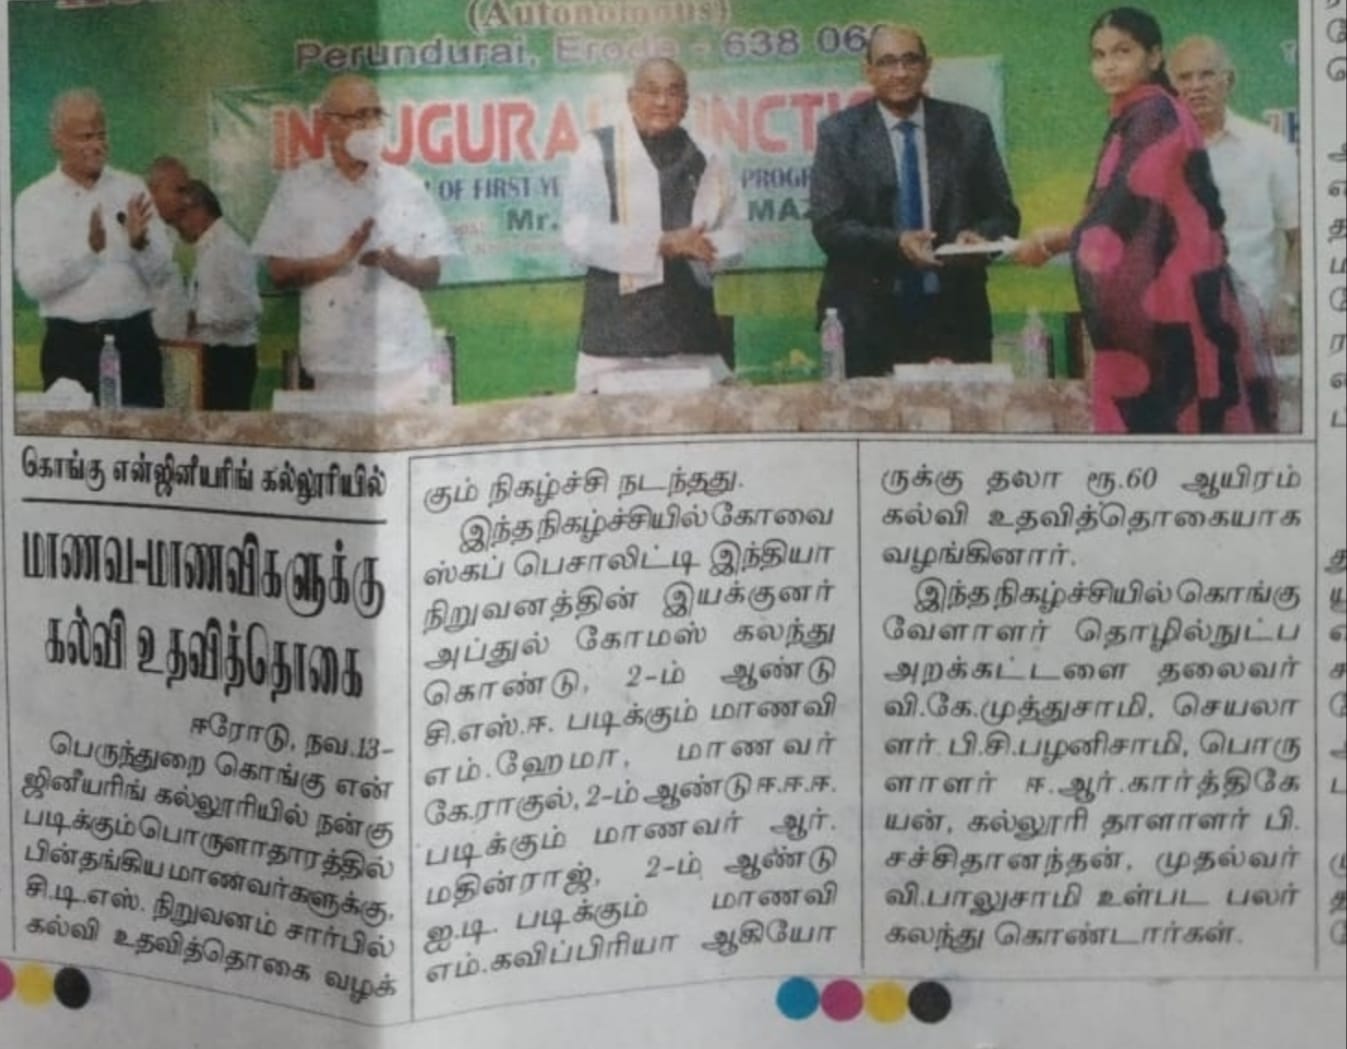 (Autonomous)
Perundurai, Erode - 638 060
INAUGURAL FUNCTION
OF FIRST YE PROGR
Mr. MAZ
கொங்கு என்ஜினீயரிங் கல்லூரியில்
மாணவ-மாணவிகளுக்கு
கல்வி உதவித்தொகை
ஈரோடு, நவ.13-
பெருந்துறை கொங்கு என்
ஜினீயரிங் கல்லூரியில் நன்கு
படிக்கும் பொருளாதாரத்தில்
பின்தங்கிய மாணவர்களுக்கு,
சி.டி.எஸ். நிறுவனம் சார்பில்
கல்வி உதவித்தொகை வழக்
கும் நிகழ்ச்சி நடந்தது.
இந்த நிகழ்ச்சியில் கோவை
ஸ்கப் பெசாலிட்டி இந்தியா
நிறுவனத்தின் இயக்குனர்
அப்துல் கோமஸ் கலந்து
கொண்டு, 2-ம் ஆண்டு
சி.எஸ்.ஈ. படிக்கும் மாணவி
எம்.ஹேமா, மாணவர்
கே.ராகுல், 2-ம் ஆண்டு ஈ.ஈ.ஈ.
படிக்கும் மாணவர் ஆர்.
மதின்ராஜ், 2-ம் ஆண்டு
ஐ.டி. படிக்கும் மாணவி
எம்.கவிப்பிரியா ஆகியோ
ருக்கு தலா ரூ.60 ஆயிரம்
கல்வி உதவித்தொகையாக
வழங்கினார்.
இந்த நிகழ்ச்சியில் கொங்கு
வேளாளர் தொழில்நுட்ப
அறக்கட்டளை தலைவர்
வி.கே.முத்துசாமி, செயலா
ளர் பி.சி.பழனிசாமி, பொரு
ளாளர் ஈ.ஆர்.கார்த்திகே
யன், கல்லூரி தாளாளர் பி.
சச்சிதானந்தன், முதல்வர்
வி.பாலுசாமி உள்பட பலர்
கலந்து கொண்டார்கள்.